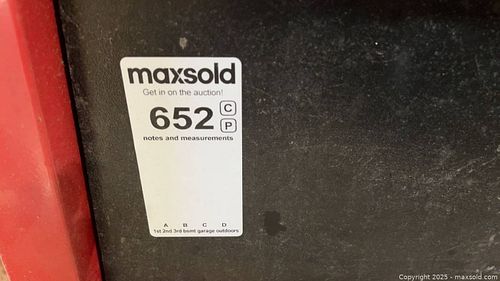 maxsold
Get in on the auction!
652 C
P
notes and measurements
A B C D
1st 2nd 3rd bsmt garage outdoors
Copyright © 2025 - maxsold.com